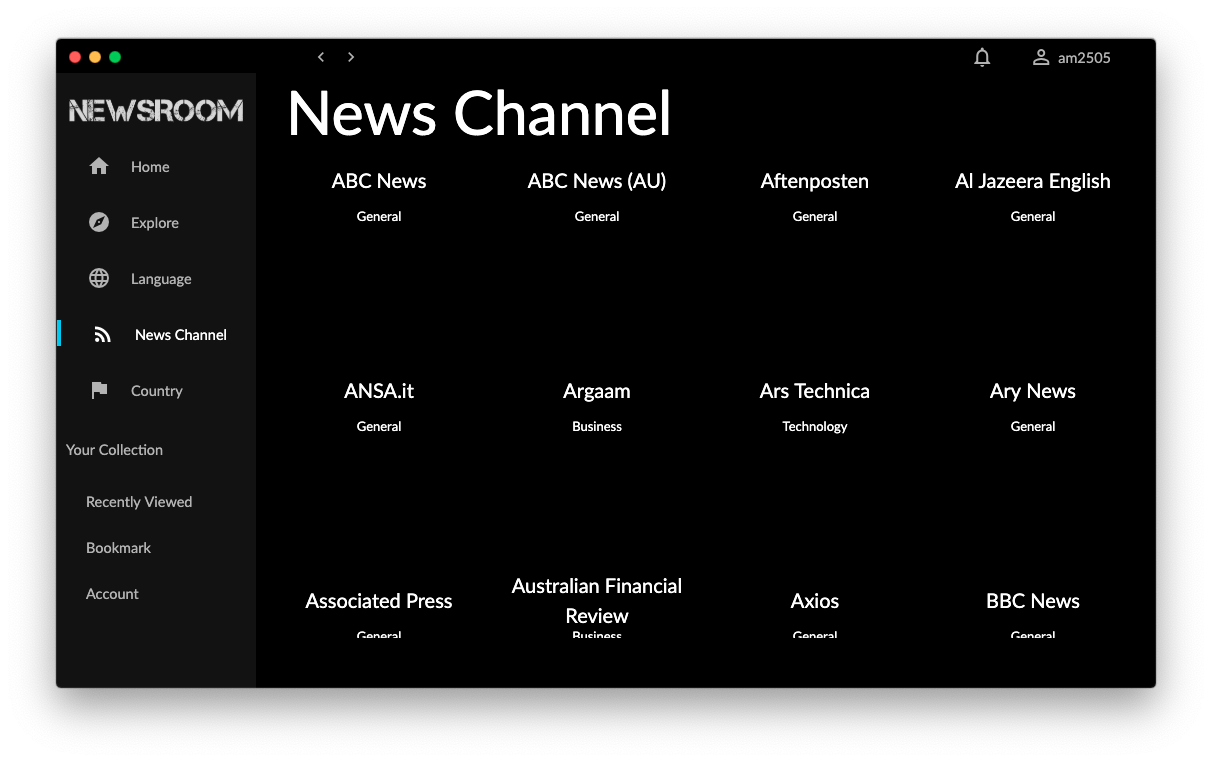 am2505
NEWSROOM
Home
Explore
Language
News Channel
Country
Your Collection
Recently Viewed
Bookmark
Account
News Channel
ABC News
General
ABC News (AU)
General
Aftenposten
General
Al Jazeera English
General
ANSA.it
General
Argaam
Business
Ars Technica
Technology
Ary News
General
Associated Press
General
Australian Financial
Review
Business
Axios
General
BBC News
General